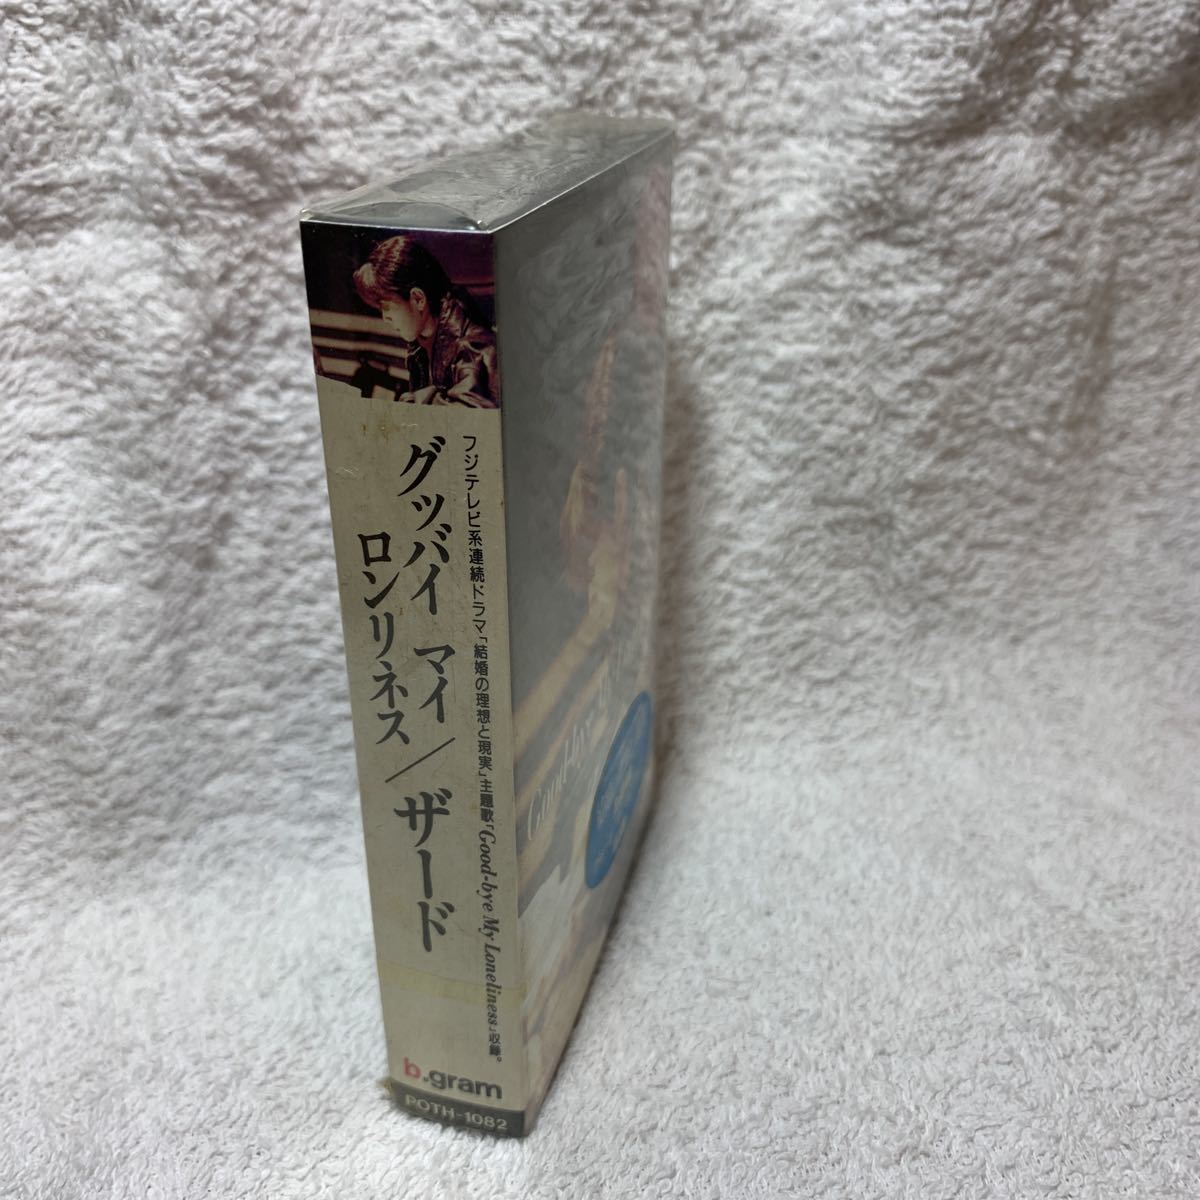 フジテレビ系連続ドラマ「結婚の理想と現実」主題歌「Good-bye My Loneliness」収録。
グッバイ マイ
ロンリネス／ザード
b.gram
POTH-1082
Good-bye